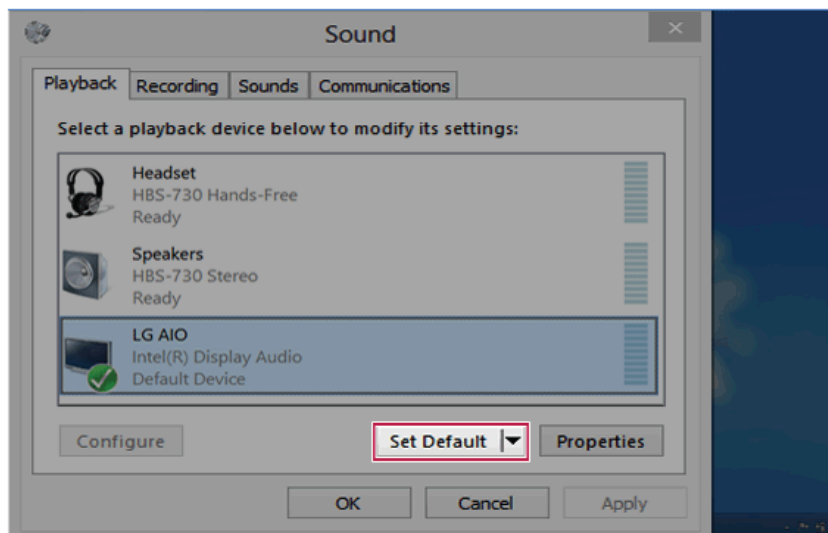 Sound
Playback Recording Sounds Communications
Select a playback device below to modify its settings:
Headset
HBS-730 Hands-Free
Ready
Speakers
HBS-730 Stereo
Ready
LG AIO
Intel(R) Display Audio
Default Device
Configure Set Default Properties
OK Cancel Apply